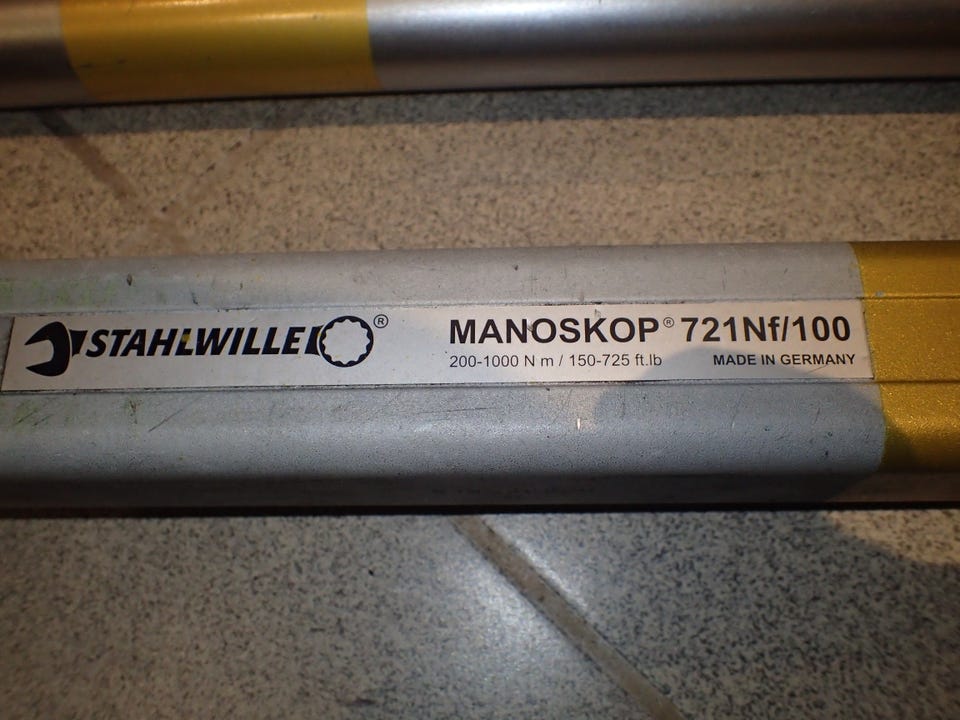 STAHLWILLE®
MANOSKOP® 721Nf/100
200-1000 N m / 150-725 ft.lb MADE IN GERMANY